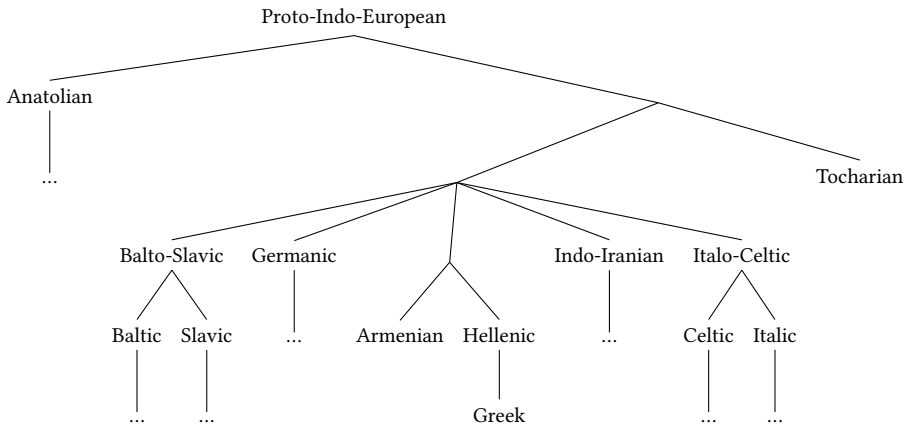 Proto-Indo-European
Anatolian
...
Tocharian
Balto-Slavic Germanic Indo-Iranian Italo-Celtic
Baltic Slavic ... Armenian Hellenic ... Celtic Italic
... ... Greek ... ...